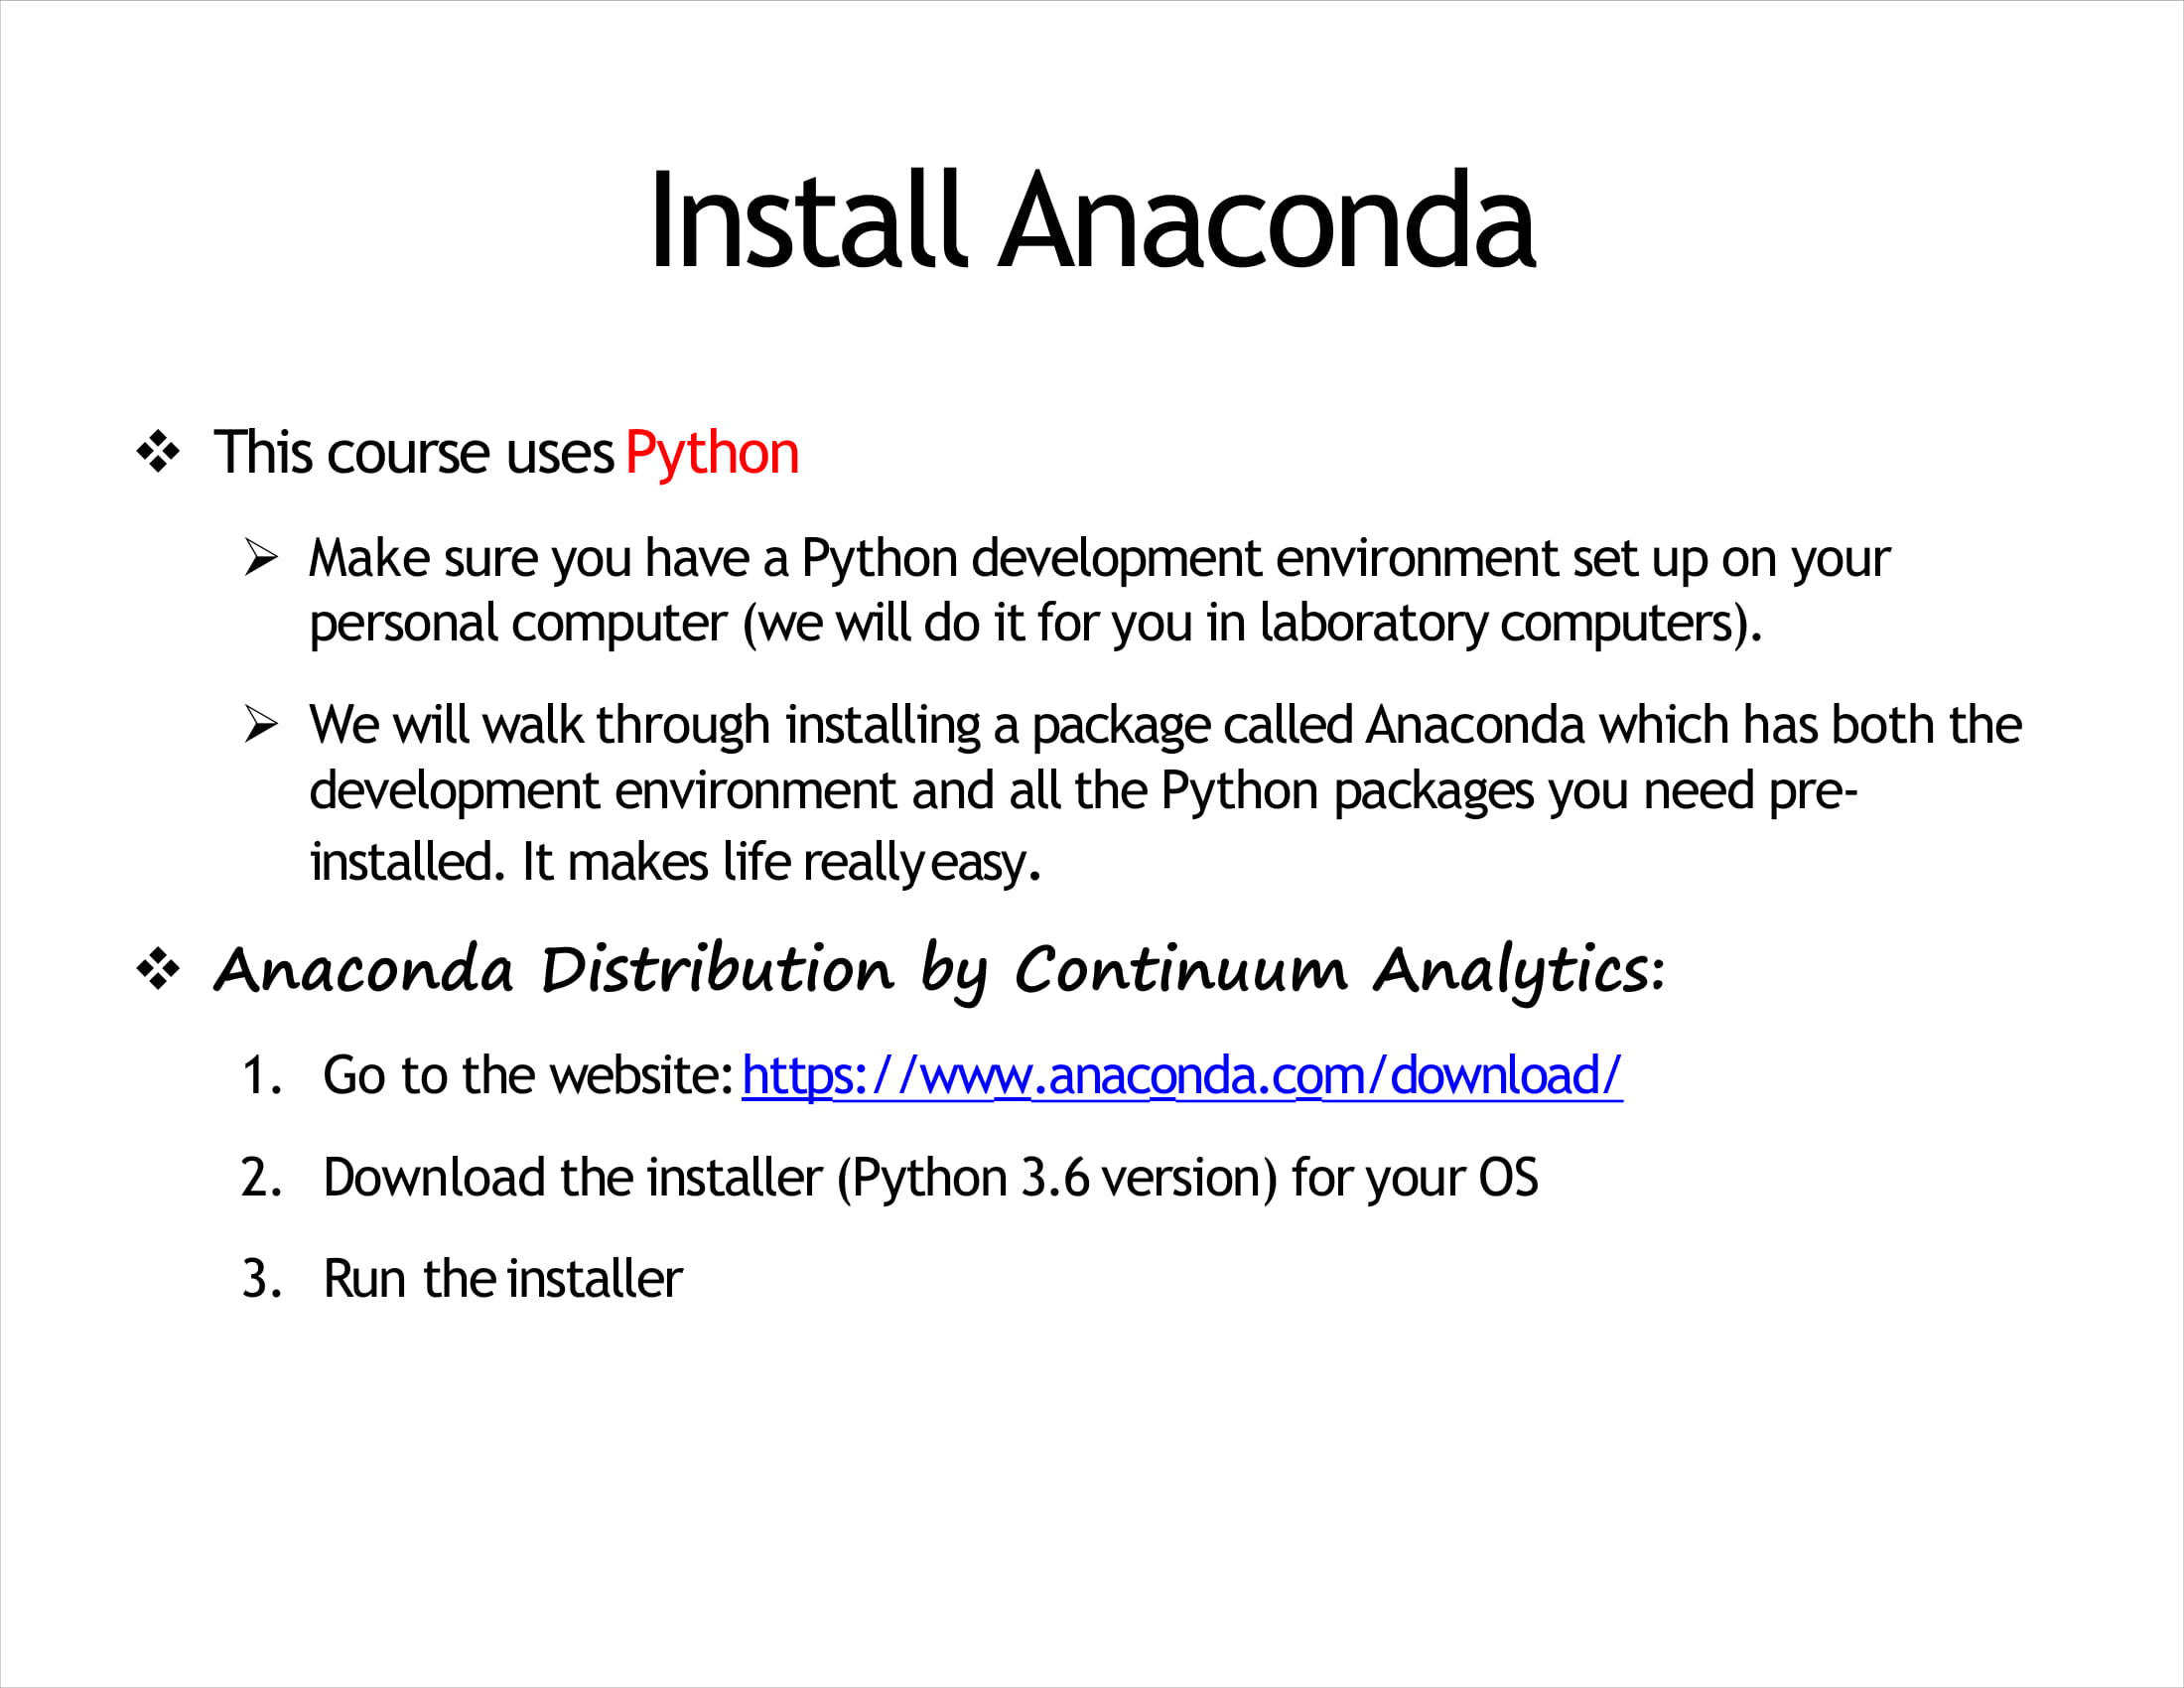 Install Anaconda
❖ This course uses Python
➢ Make sure you have a Python development environment set up on your
personal computer (we will do it for you in laboratory computers).
➢ We will walk through installing a package called Anaconda which has both the
development environment and all the Python packages you need pre-
installed. It makes life really easy.
❖ Anaconda Distribution by Continuum Analytics:
1. Go to the website: https://www.anaconda.com/download/
2. Download the installer (Python 3.6 version) for your OS
3. Run the installer